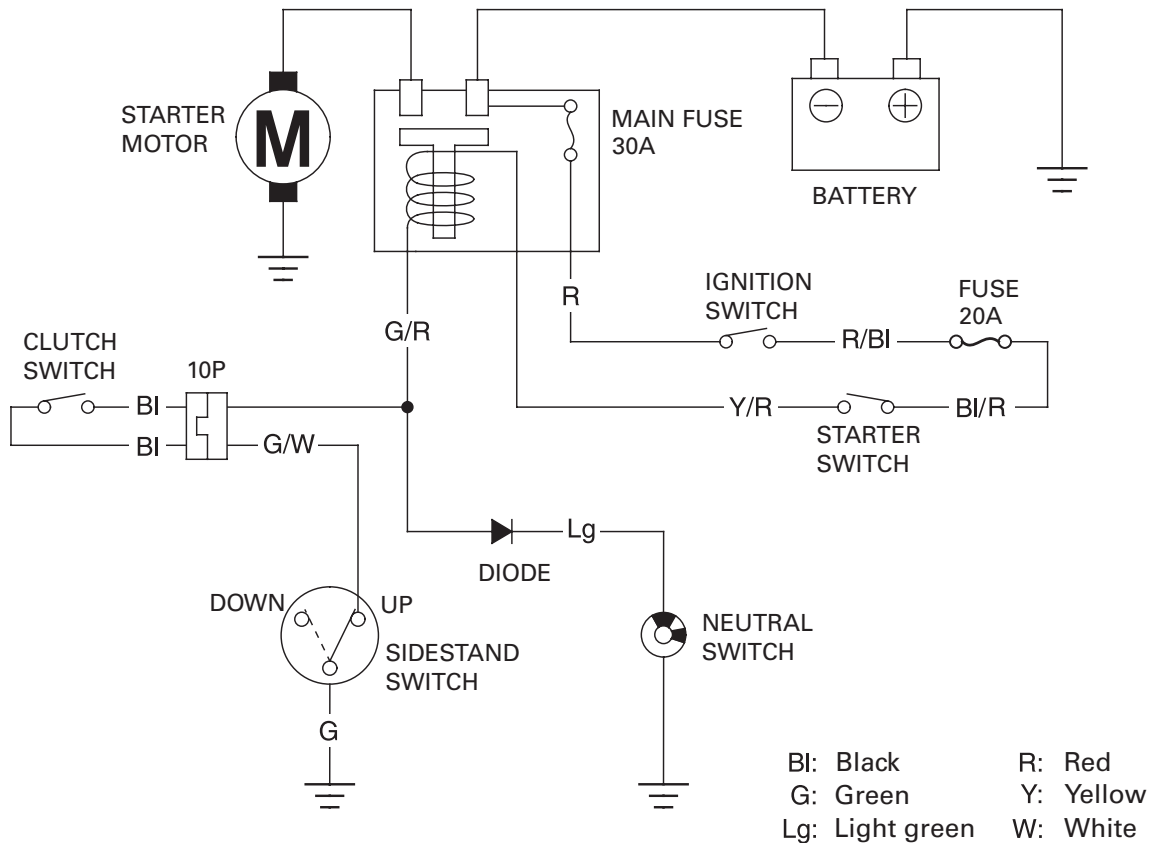 STARTER
MOTOR
M
MAIN FUSE
30A
BATTERY
R
IGNITION
SWITCH
FUSE
20A
G/R
R/Bl
CLUTCH
SWITCH
10P
Bl
Y/R
Bl/R
Bl
G/W
STARTER
SWITCH
Lg
DIODE
DOWN
UP
NEUTRAL
SWITCH
SIDESTAND
SWITCH
G
Bl: Black R: Red
G: Green Y: Yellow
Lg: Light green W: White